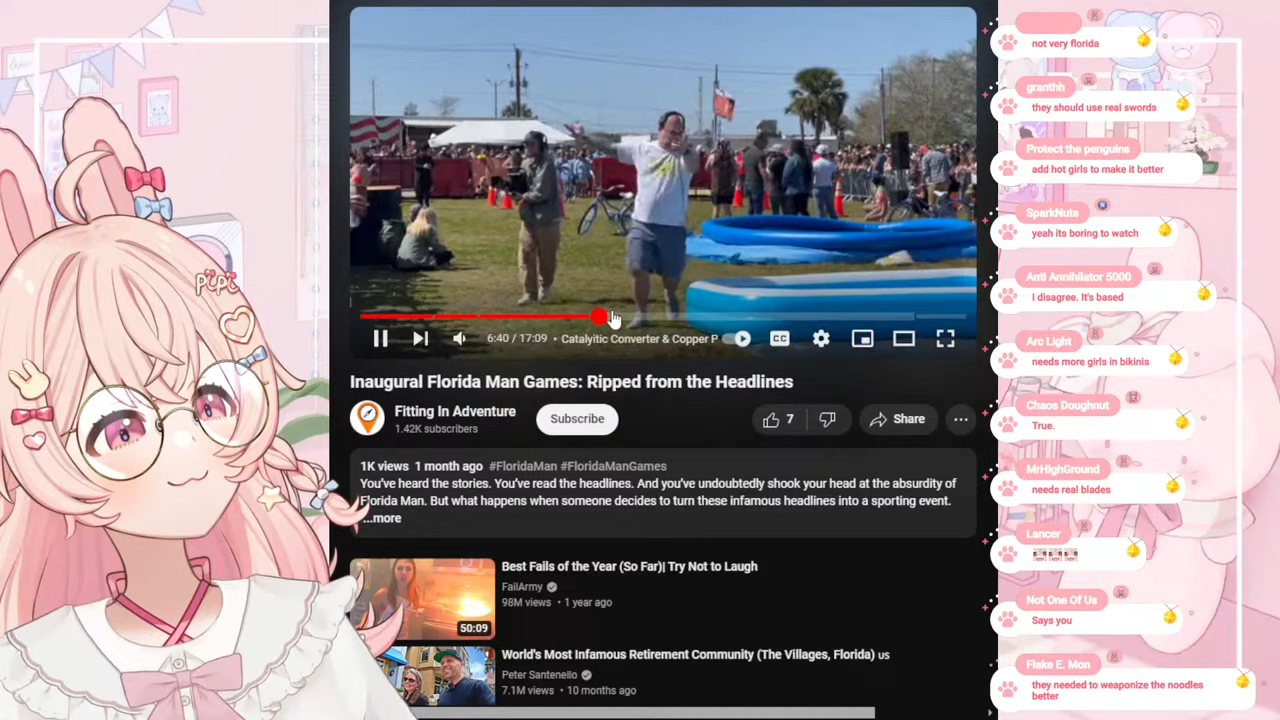 pipi
6:40 / 17:09 • Catalyitic Converter & Copper P
CC
Inaugural Florida Man Games: Ripped from the Headlines
Fitting In Adventure
1.42K subscribers
Subscribe
7
Share
1K views 1 month ago #FloridaMan #FloridaManGames
You've heard the stories. You've read the headlines. And you've undoubtedly shook your head at the absurdity of
Florida Man. But what happens when someone decides to turn these infamous headlines into a sporting event.
...more
50:09
Best Fails of the Year (So Far)| Try Not to Laugh
FailArmy
98M views • 1 year ago
World's Most Infamous Retirement Community (The Villages, Florida) us
Peter Santenello
7.1M views • 10 months ago
not very florida
granthh
they should use real swords
Protect the penguins
add hot girls to make it better
SparkNuts
yeah its boring to watch
Anti Annihilator 5000
I disagree. It's based
Arc Light
needs more girls in bikinis
Chaos Doughnut
True.
MrHighGround
needs real blades
Lancer
Not One Of Us
Says you
Flake E. Mon
they needed to weaponize the noodles
better